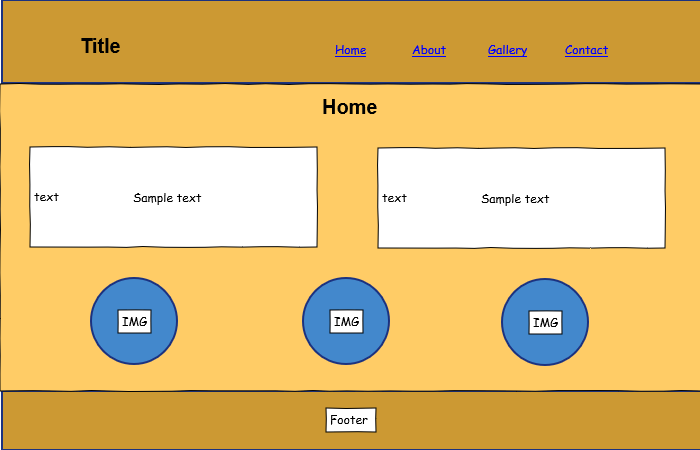 Title
Home About Gallery Contact
Home
text Sample text
text Sample text
IMG IMG IMG
Footer